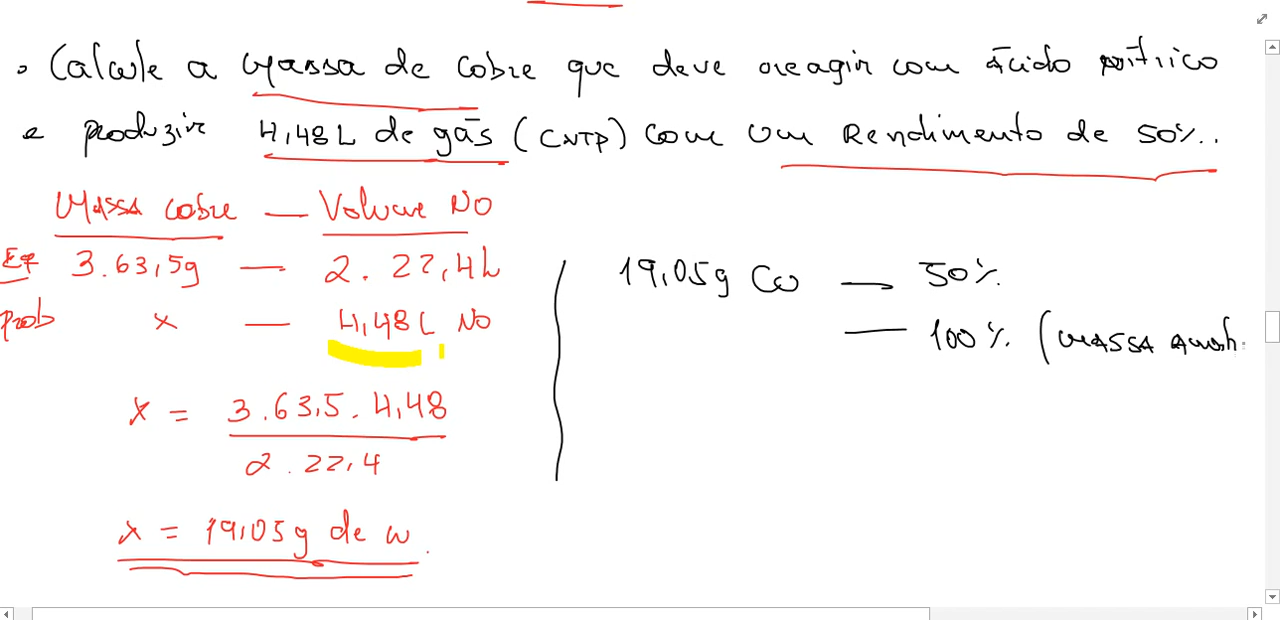 • Calcule a massa de cobre que deve reagir com ácido nítrico
e produzir 4,48L de gás (CNTP) com um Rendimento de 50%.
Massa cobre — Volume NO
Eq 3.63,5g — 2.22,4L
Prob x — 4,48L NO
x = 3.63,5.4,48
2.22,4
x = 19,05g de Cu.
19,05g Cu — 50%
— 100% (massa